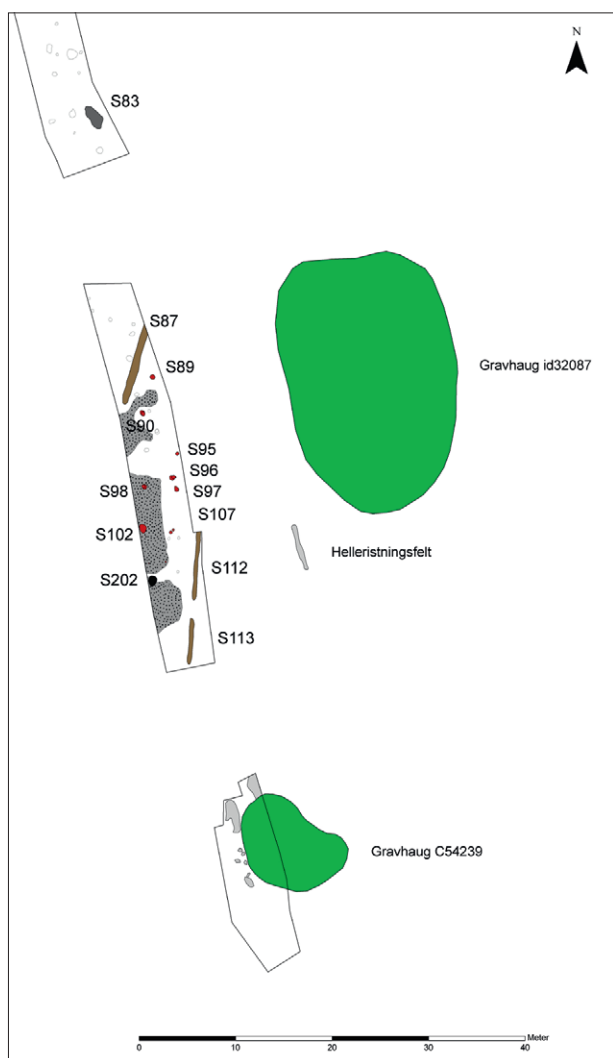 N
S83
S87
S89
Gravhaug id32087
S90
S95
S96
S98
S97
S107
S102
Helleristningsfelt
S112
S202
S113
Gravhaug C54239
Meter
0
10
20
30
40